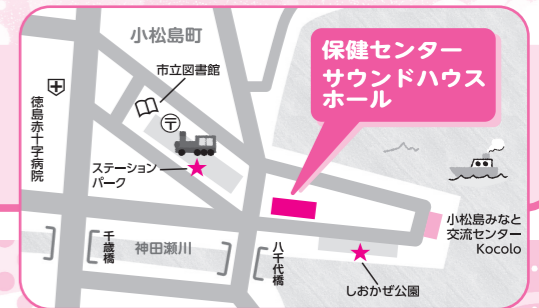 小松島町
市立図書館
保健センター
サウンドハウス
ホール
徳島赤十字病院
〒
ステーション
パーク
千歳橋
神田瀬川
八千代橋
小松島みなと
交流センター
Kocolo
しおかぜ公園